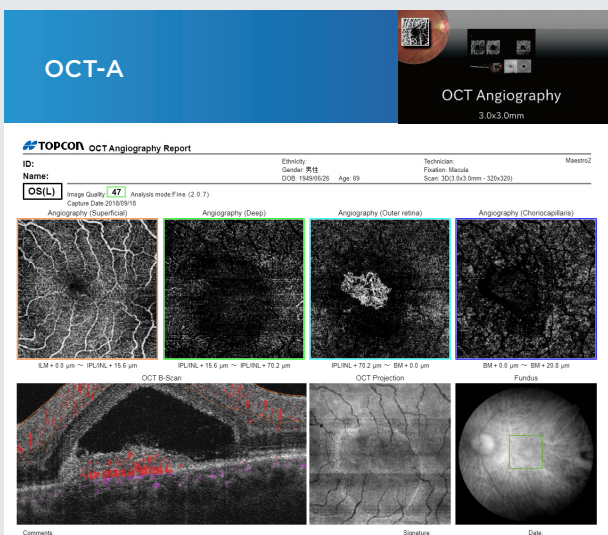 OCT-A
OCT Angiography
3.0x3.0mm
TOPCON OCT Angiography Report
ID:
Name:
Ethnicity:
Gender: 男性
DOB: 1949/06/26 Age: 69
Technician:
Fixation: Macula
Scan: 3D(3.0x3.0mm - 320x320)
Maestro2
OS(L)
Image Quality: 47 Analysis mode:Fine (2.0.7)
Capture Date:2018/09/18
Angiography (Superficial)
Angiography (Deep)
Angiography (Outer retina)
Angiography (Choriocapillaris)
ILM + 0.0 μm ～ IPL/INL + 15.6 μm
IPL/INL + 15.6 μm ～ IPL/INL + 70.2 μm
IPL/INL + 70.2 μm ～ BM + 0.0 μm
BM + 0.0 μm ～ BM + 20.8 μm
OCT B-Scan
OCT Projection
Fundus
Comments:
Signature:
Date: